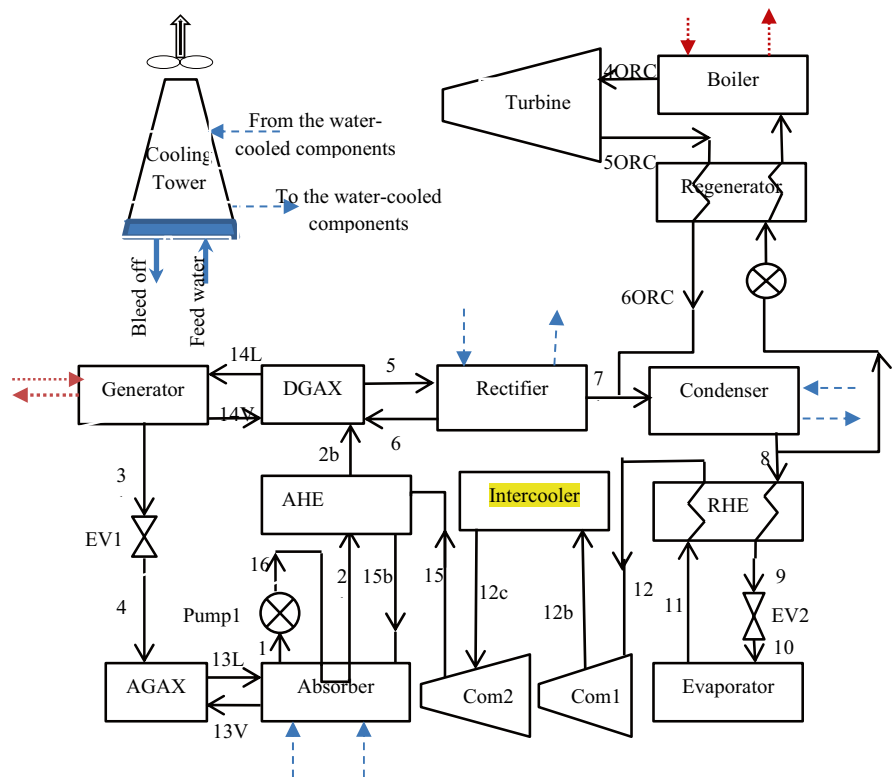 4ORC
Boiler
Turbine
From the water-
cooled components
Cooling
Tower
5ORC
Regenerator
To the water-cooled
components
Bleed off
Feed water
6ORC
14L
5
Generator
DGAX
Rectifier
7
Condenser
14V
6
2b
3
8
AHE
Intercooler
RHE
EV1
16
2
15b
15
12c
12b
12
11
9
4
Pump1
EV2
1
10
13L
AGAX
Absorber
Com2
Com1
Evaporator
13V